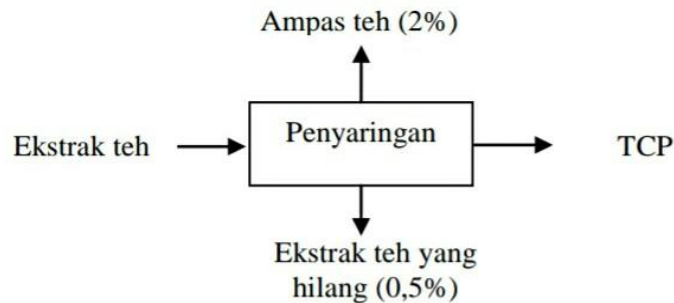 Ampas teh (2%)
Ekstrak teh
Penyaringan
TCP
Ekstrak teh yang
hilang (0,5%)